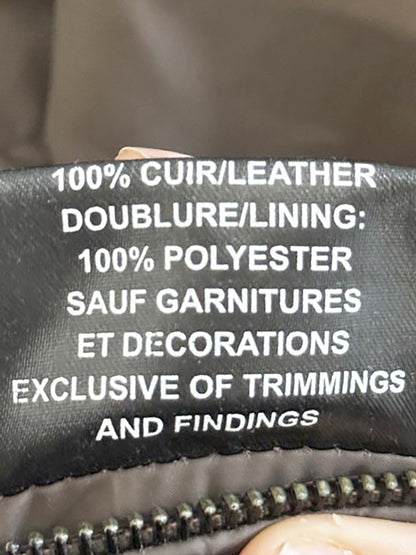 100% CUIR/LEATHER
DOUBLURE/LINING:
100% POLYESTER
SAUF GARNITURES
ET DECORATIONS
EXCLUSIVE OF TRIMMINGS
AND FINDINGS